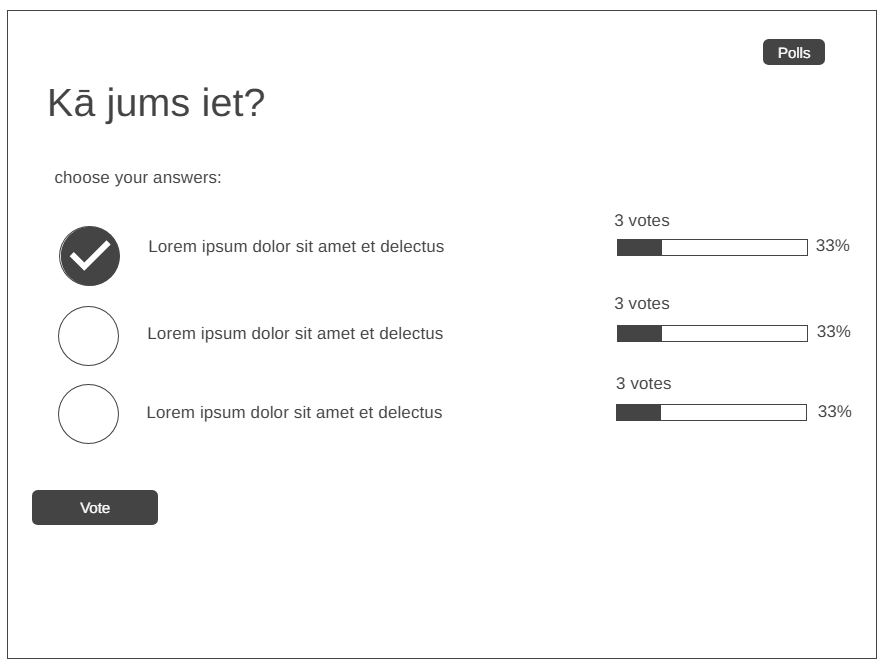 Polls
Kā jums iet?
choose your answers:
3 votes
Lorem ipsum dolor sit amet et delectus
33%
3 votes
Lorem ipsum dolor sit amet et delectus
33%
3 votes
Lorem ipsum dolor sit amet et delectus
33%
Vote